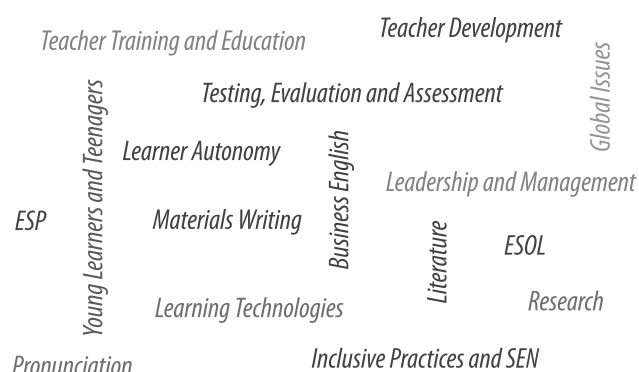 Teacher Development
Teacher Training and Education
Global Issues
Testing, Evaluation and Assessment
Young Learners and Teenagers
Learner Autonomy
Business English
Leadership and Management
ESP
Materials Writing
Literature
ESOL
Learning Technologies
Research
Pronunciation
Inclusive Practices and SEN